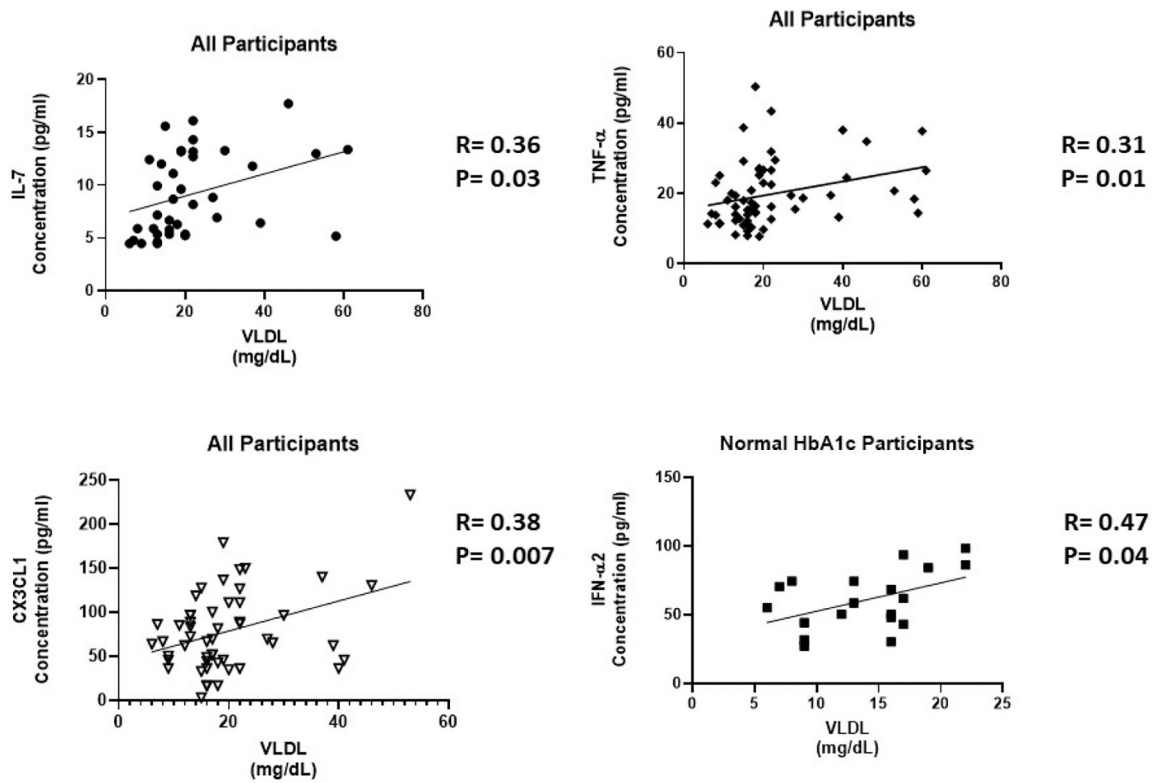 All Participants
IL-7
Concentration (pg/ml)
20
15
10
5
0
0 20 40 60 80
VLDL
(mg/dL)
R= 0.36
P= 0.03
All Participants
TNF-α
Concentration (pg/ml)
60
40
20
0
0 20 40 60 80
VLDL
(mg/dL)
R= 0.31
P= 0.01
All Participants
CX3CL1
Concentration (pg/ml)
250
200
150
100
50
0
0 20 40 60
VLDL
(mg/dL)
R= 0.38
P= 0.007
Normal HbA1c Participants
IFN-α2
Concentration (pg/ml)
150
100
50
0
0 5 10 15 20 25
VLDL
(mg/dL)
R= 0.47
P= 0.04